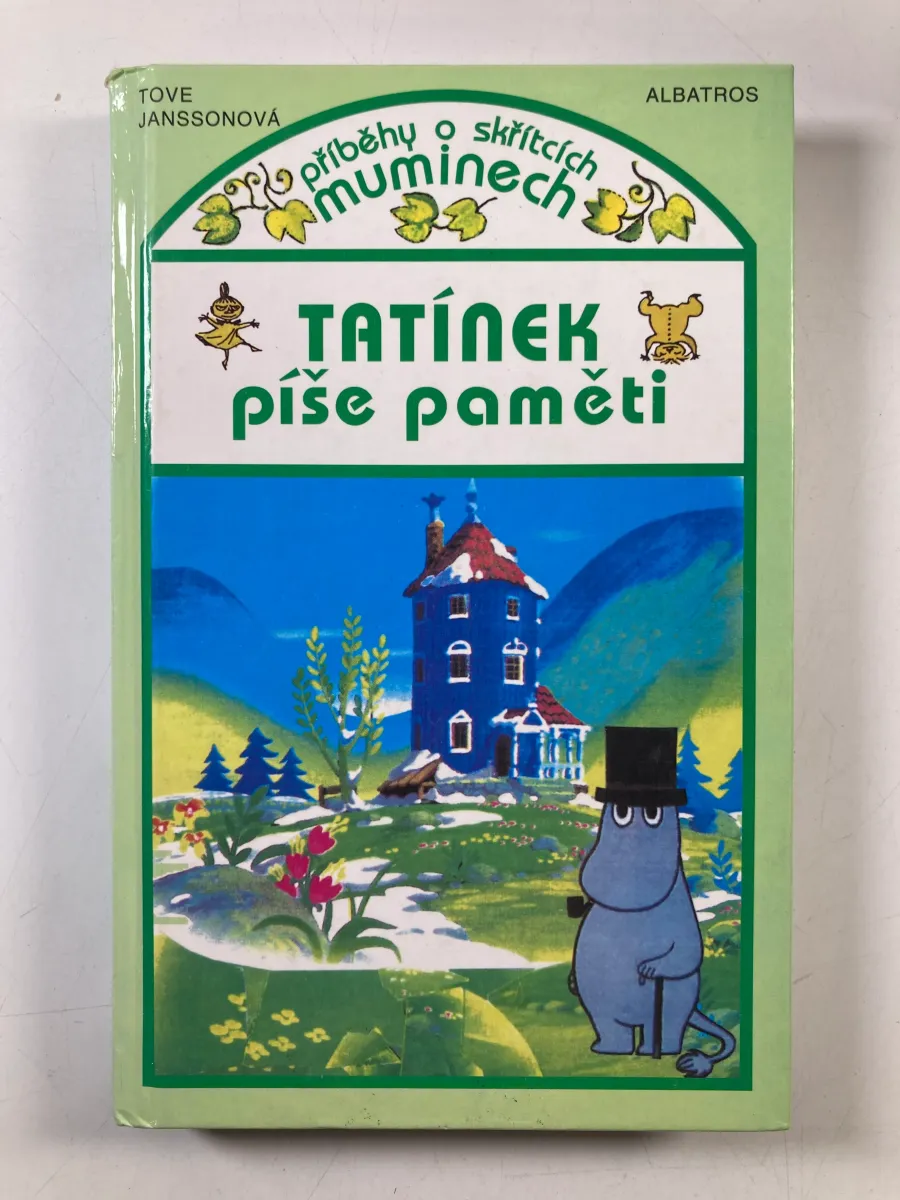 TOVE
JANSSONOVÁ
ALBATROS
příběhy o skřítcích
muminech
TATÍNEK
píše paměti